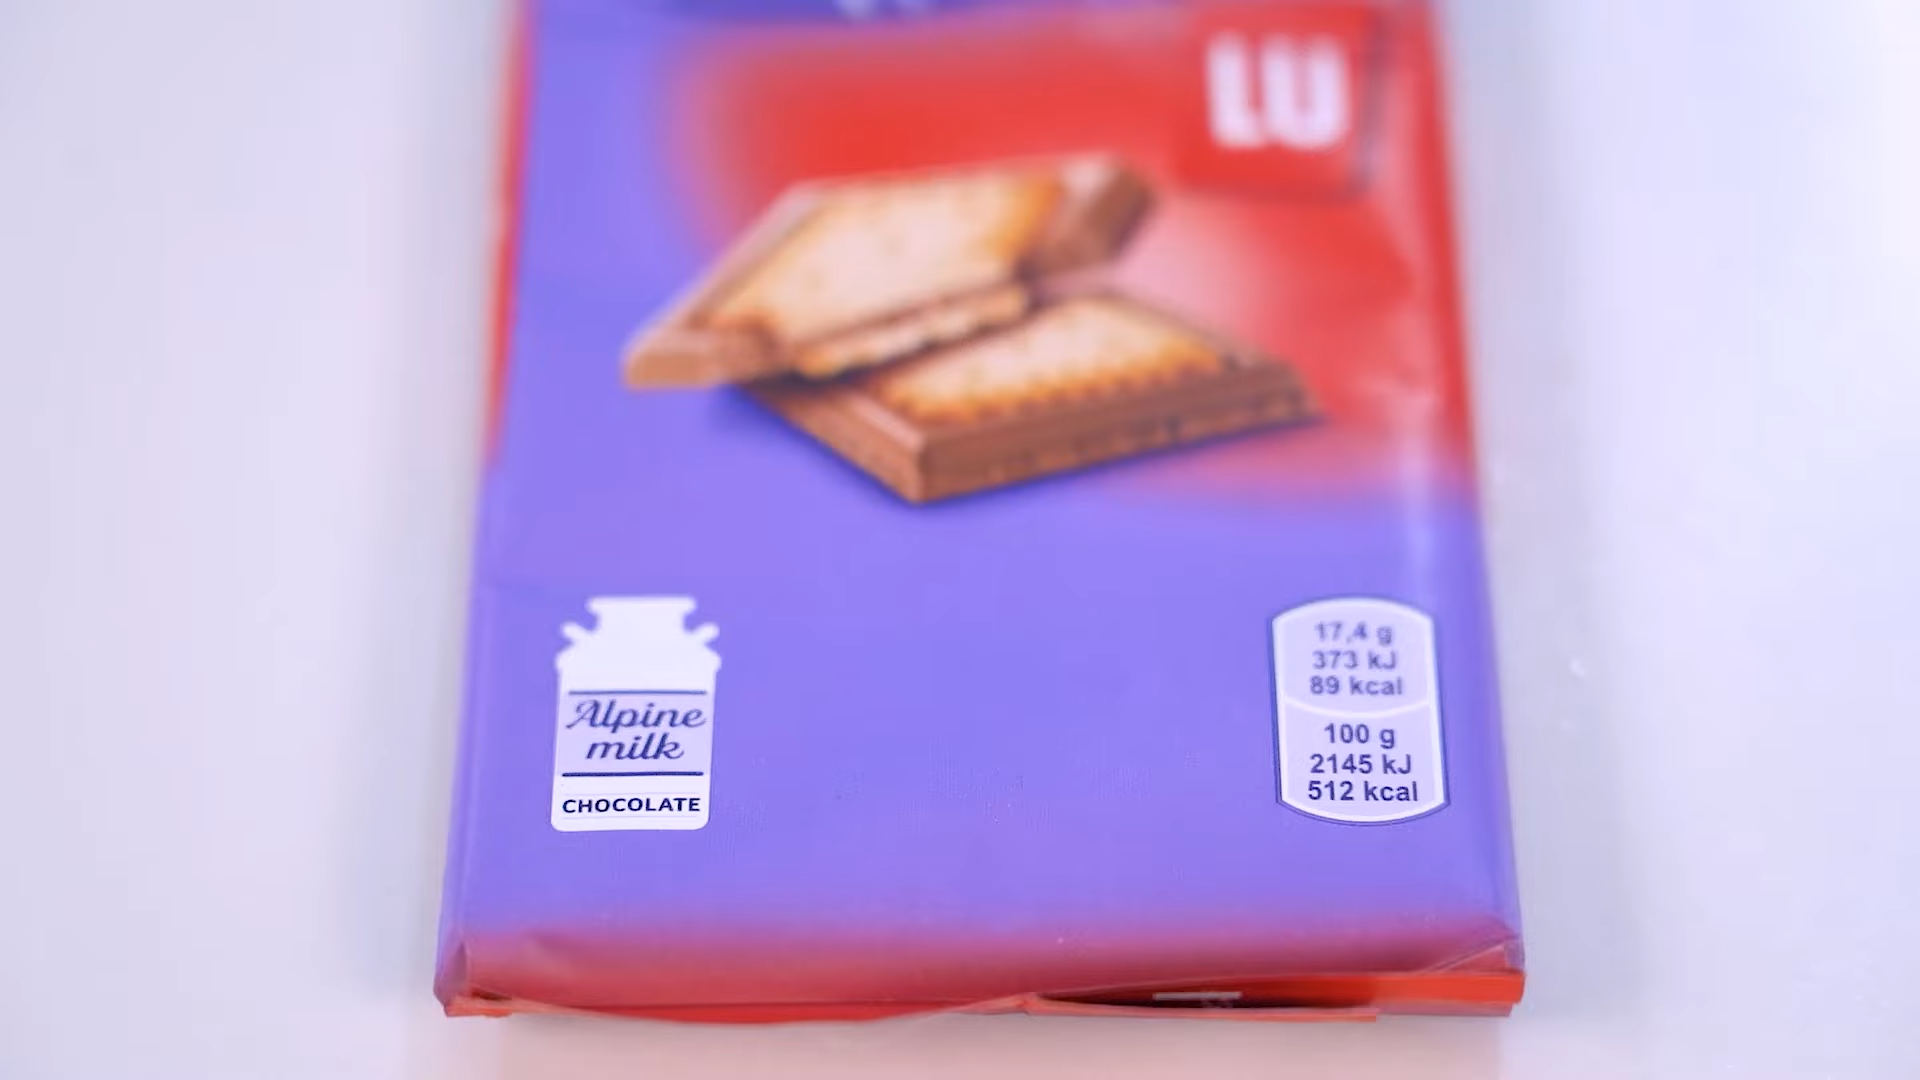 LU
Alpine
milk
CHOCOLATE
17,4 g
373 kJ
89 kcal
100 g
2145 kJ
512 kcal